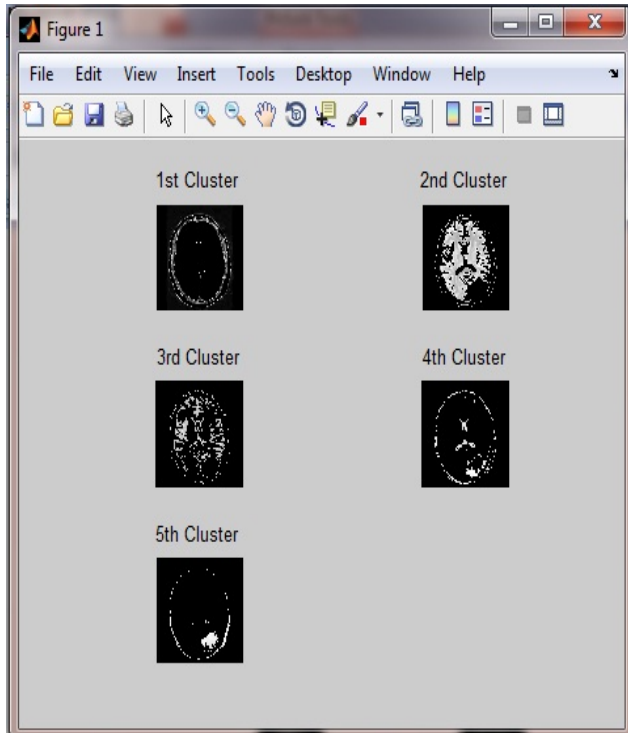 Figure 1
File Edit View Insert Tools Desktop Window Help
1st Cluster 2nd Cluster
3rd Cluster 4th Cluster
5th Cluster